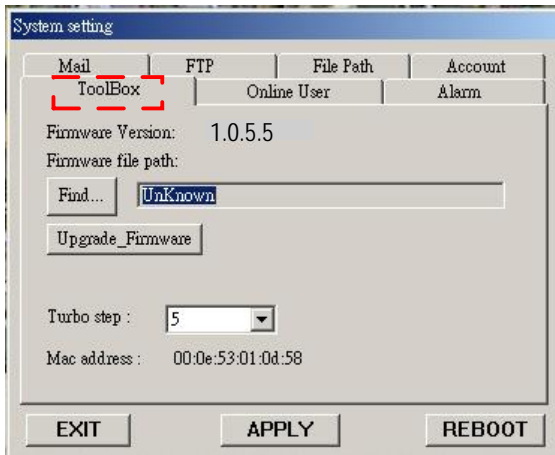 System setting
Mail FTP File Path Account
ToolBox Online User Alarm
Firmware Version: 1.0.5.5
Firmware file path:
Find... UnKnown
Upgrade_Firmware
Turbo step : 5
Mac address : 00:0e:53:01:0d:58
EXIT APPLY REBOOT